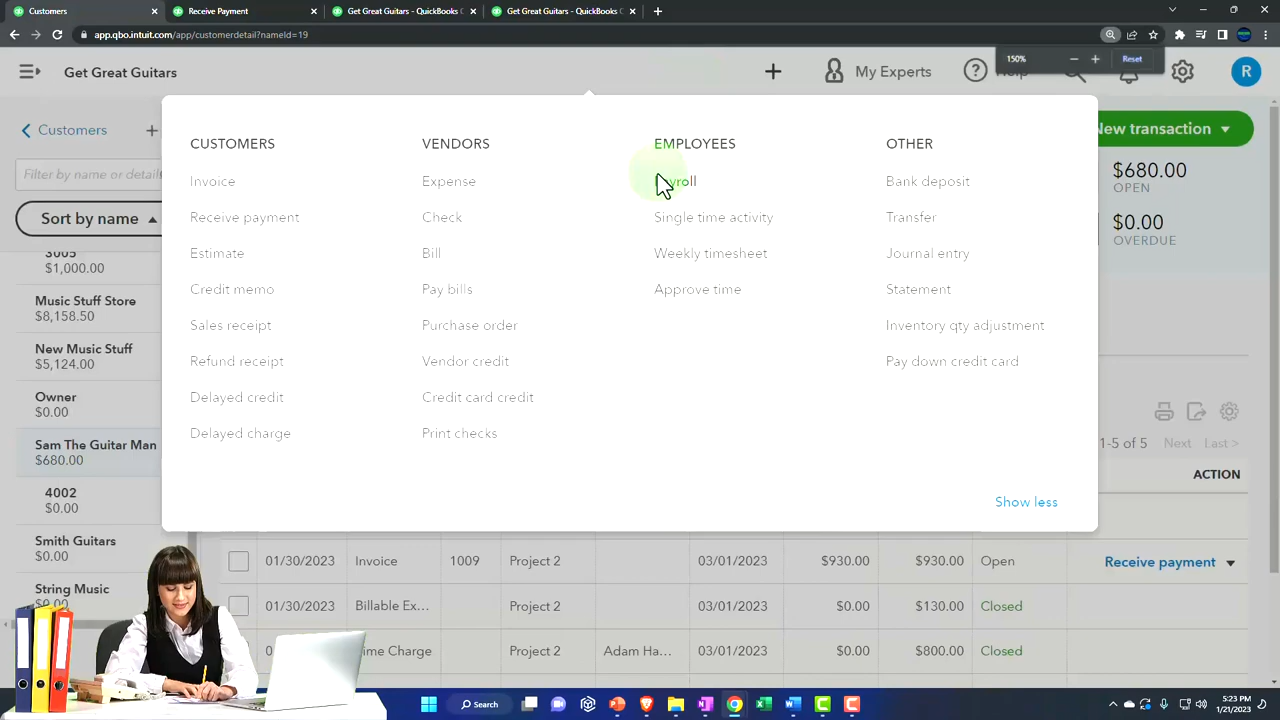 Customers
Receive Payment
Get Great Guitars - QuickBooks C
Get Great Guitars - QuickBooks C
app.qbo.intuit.com/app/customerdetail?nameId=19
150%
Reset
Get Great Guitars
My Experts
Help
R
Customers
New transaction
Filter by name or detail
Sort by name
$680.00
OPEN
$0.00
OVERDUE
CUSTOMERS
Invoice
Receive payment
Estimate
Credit memo
Sales receipt
Refund receipt
Delayed credit
Delayed charge
VENDORS
Expense
Check
Bill
Pay bills
Purchase order
Vendor credit
Credit card credit
Print checks
EMPLOYEES
Payroll
Single time activity
Weekly timesheet
Approve time
OTHER
Bank deposit
Transfer
Journal entry
Statement
Inventory qty adjustment
Pay down credit card
Show less
3005
$1,000.00
Music Stuff Store
$8,158.50
New Music Stuff
$5,124.00
Owner
$0.00
Sam The Guitar Man
$680.00
4002
$0.00
Smith Guitars
$0.00
String Music
$0.00
1-5 of 5 Next Last >
ACTION
01/30/2023 Invoice 1009 Project 2 03/01/2023 $930.00 $930.00 Open Receive payment
01/30/2023 Billable Ex... Project 2 03/01/2023 $0.00 $130.00 Closed
Time Charge Project 2 Adam Ha... 03/01/2023 $0.00 $800.00 Closed
Search
5:23 PM